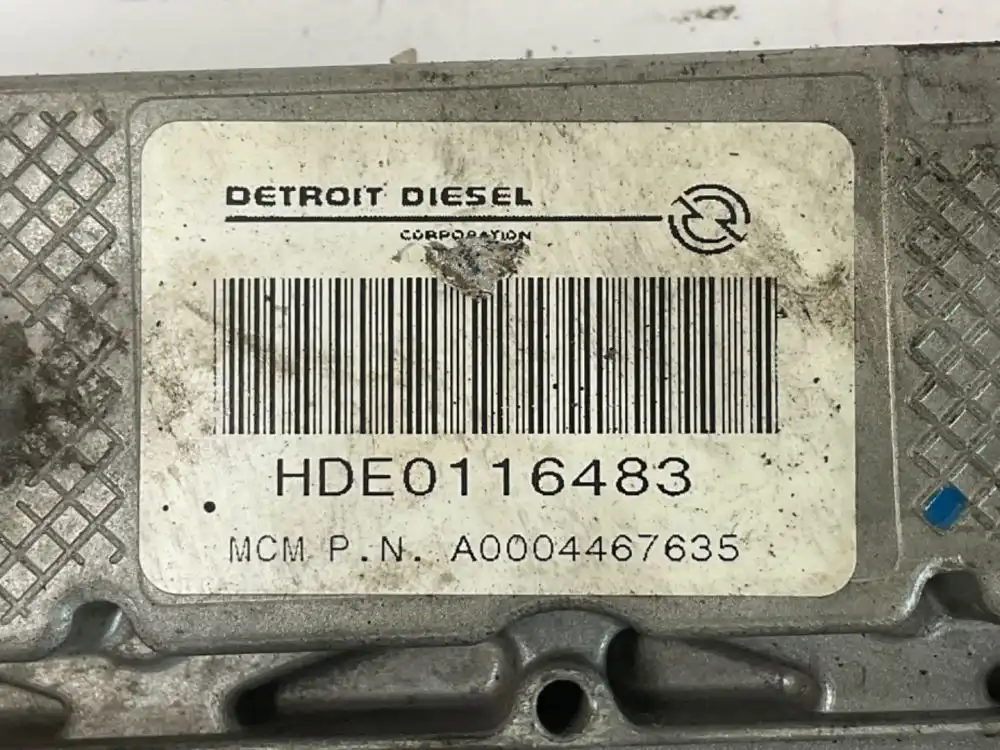 DETROIT DIESEL
CORPORATION
HDE0116483
MCM P.N. A0004467635